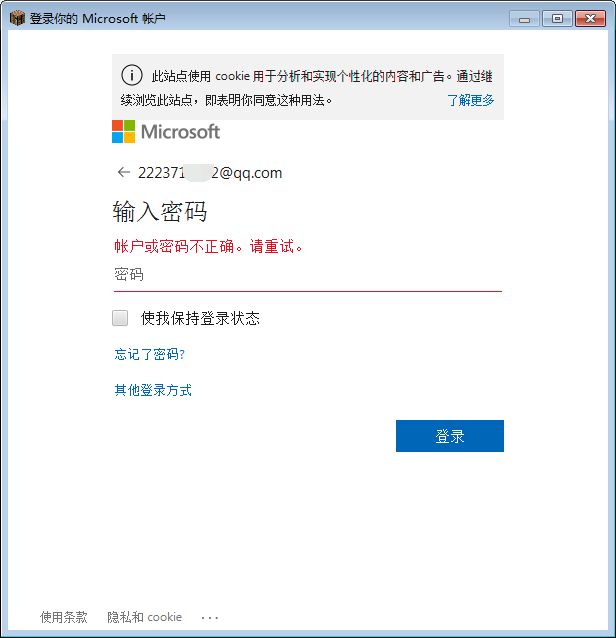 登录你的 Microsoft 帐户
此站点使用 cookie 用于分析和实现个性化的内容和广告。通过继
续浏览此站点，即表明你同意这种用法。 了解更多
Microsoft
222371 2@qq.com
输入密码
帐户或密码不正确。请重试。
密码
使我保持登录状态
忘记了密码?
其他登录方式
登录
使用条款 隐私和 cookie ...